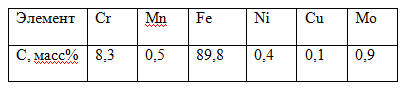 Элемент Cr Mn Fe Ni Cu Mo
С, масс% 8,3 0,5 89,8 0,4 0,1 0,9